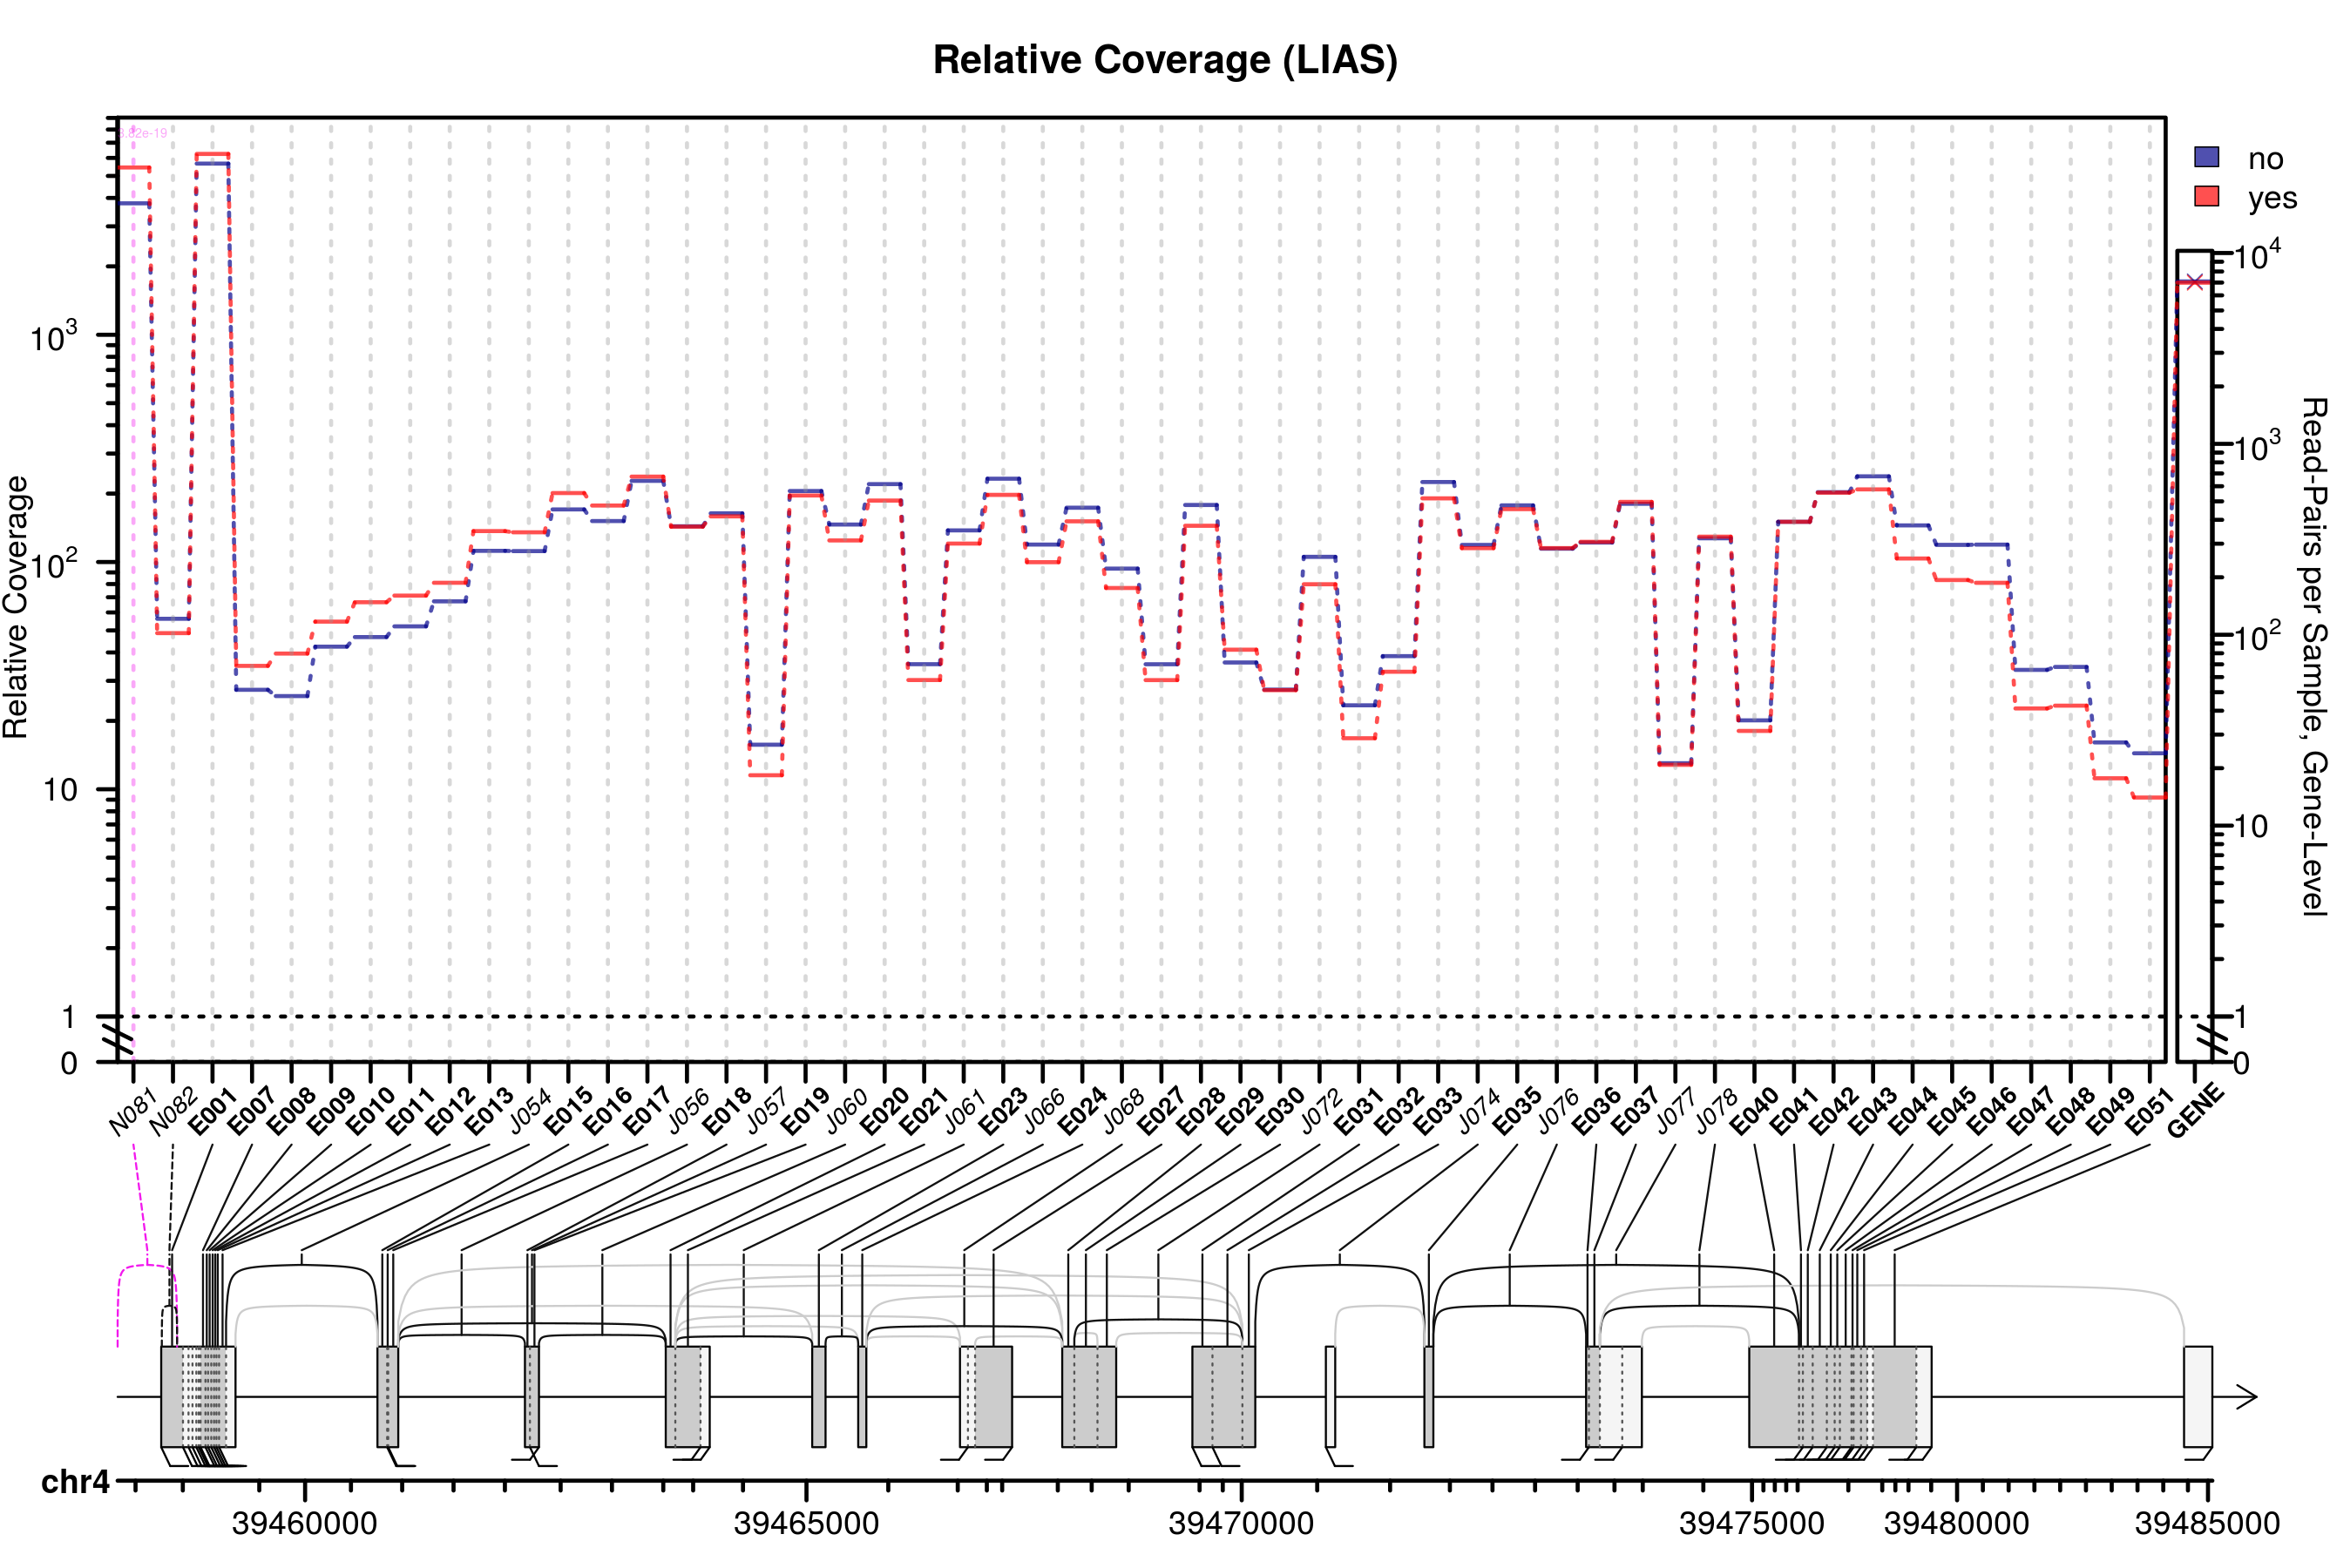 Relative Coverage (LIAS)
no
yes
Relative Coverage
10^3
10^2
10
1
0
10^4
10^3
10^2
10
1
0
Read-Pairs per Sample, Gene-Level
N081 N082 E001 E007 E008 E009 E010 E011 E012 E013 J054 E015 E016 E017 J056 E018 J057 E019 J060 E020 E021 J061 E023 J066 E024 J068 E027 E028 E029 E030 J072 E031 E032 E033 J074 E035 J076 E036 E037 J077 J078 E040 E041 E042 E043 E044 E045 E046 E047 E048 E049 E051 GENE
chr4
39460000 39465000 39470000 39475000 39480000 39485000